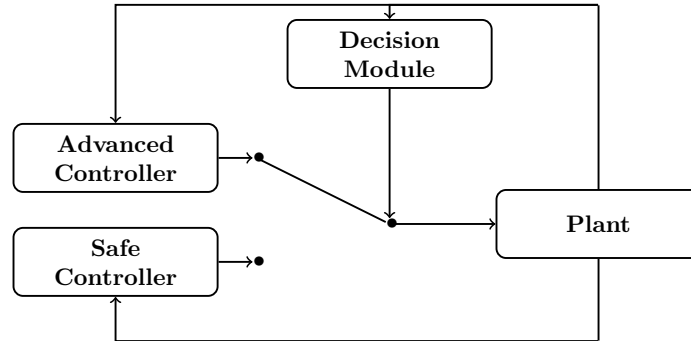 Decision
Module
Advanced
Controller
Plant
Safe
Controller